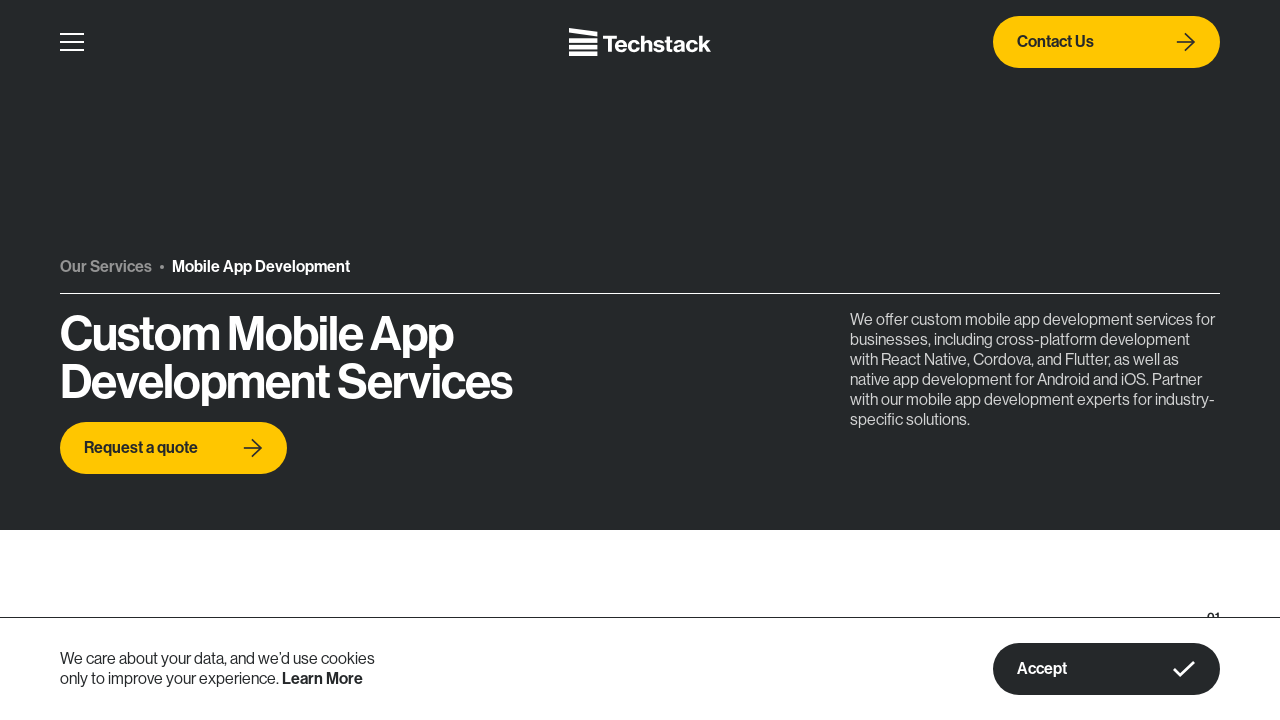 Techstack
Contact Us
Our Services • Mobile App Development
Custom Mobile App
Development Services
We offer custom mobile app development services for
businesses, including cross-platform development
with React Native, Cordova, and Flutter, as well as
native app development for Android and iOS. Partner
with our mobile app development experts for industry-
specific solutions.
Request a quote
01
We care about your data, and we’d use cookies
only to improve your experience. Learn More
Accept